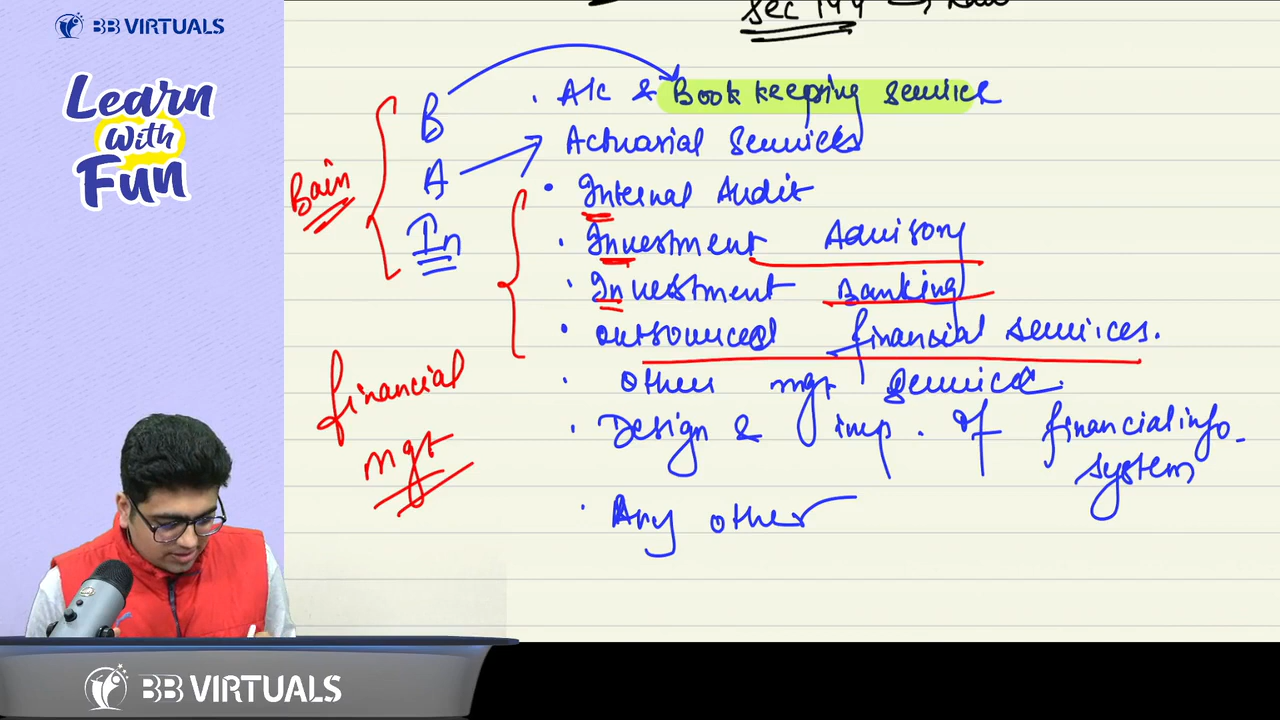 BB VIRTUALS
Learn
With
Fun
Sec 144 →
B
A
In
Bain
. A/c & Book keeping service
Actuarial Services
• Internal Audit
. Investment Advisory
. Investment Banking
• outsourced financial services.
. Other mgt service.
. Design & imp. of financial info.
system
. Any other
financial
mgt
BB VIRTUALS